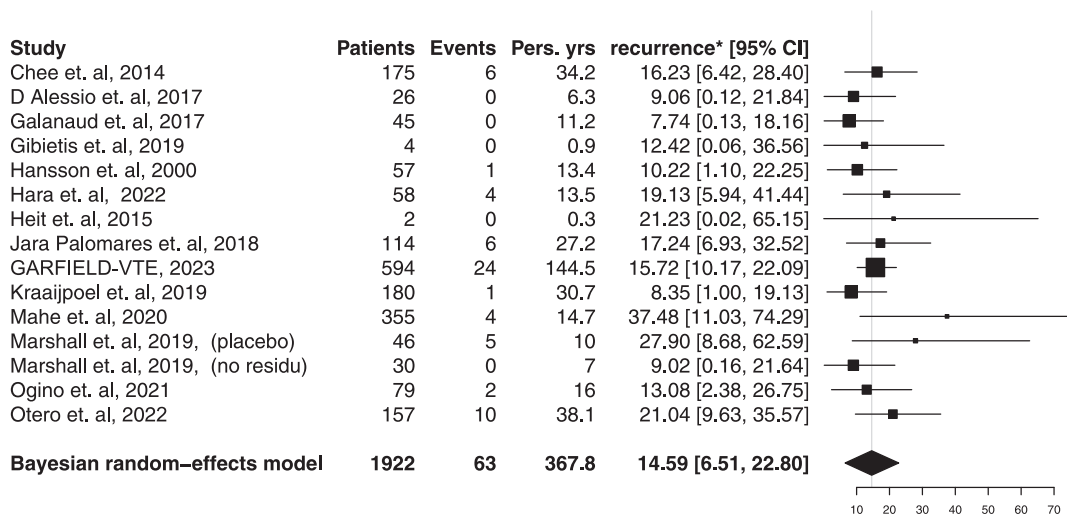 Study Patients Events Pers. yrs recurrence* [95% CI]
Chee et. al, 2014 175 6 34.2 16.23 [6.42, 28.40]
D Alessio et. al, 2017 26 0 6.3 9.06 [0.12, 21.84]
Galanaud et. al, 2017 45 0 11.2 7.74 [0.13, 18.16]
Gibietis et. al, 2019 4 0 0.9 12.42 [0.06, 36.56]
Hansson et. al, 2000 57 1 13.4 10.22 [1.10, 22.25]
Hara et. al, 2022 58 4 13.5 19.13 [5.94, 41.44]
Heit et. al, 2015 2 0 0.3 21.23 [0.02, 65.15]
Jara Palomares et. al, 2018 114 6 27.2 17.24 [6.93, 32.52]
GARFIELD-VTE, 2023 594 24 144.5 15.72 [10.17, 22.09]
Kraaijpoel et. al, 2019 180 1 30.7 8.35 [1.00, 19.13]
Mahe et. al, 2020 355 4 14.7 37.48 [11.03, 74.29]
Marshall et. al, 2019, (placebo) 46 5 10 27.90 [8.68, 62.59]
Marshall et. al, 2019, (no residu) 30 0 7 9.02 [0.16, 21.64]
Ogino et. al, 2021 79 2 16 13.08 [2.38, 26.75]
Otero et. al, 2022 157 10 38.1 21.04 [9.63, 35.57]
Bayesian random−effects model 1922 63 367.8 14.59 [6.51, 22.80]
10 20 30 40 50 60 70